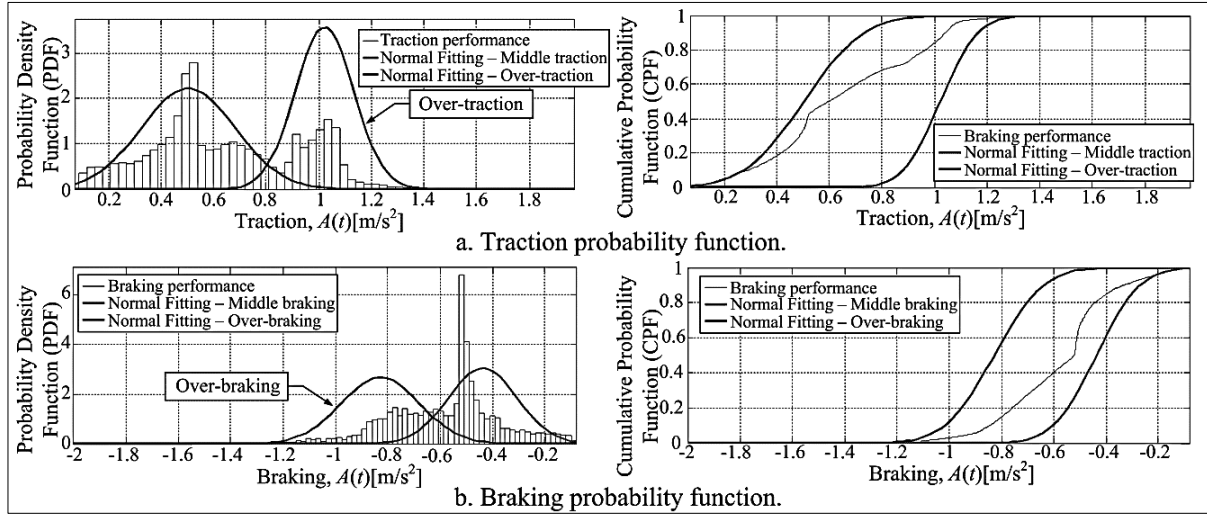 Probability Density
Function (PDF)
3
2
1
0
Traction performance
Normal Fitting – Middle traction
Normal Fitting – Over-traction
Over-traction
0.2 0.4 0.6 0.8 1 1.2 1.4 1.6 1.8
Traction, A(t)[m/s²]
Cumulative Probability
Function (CPF)
1
0.8
0.6
0.4
0.2
0
Braking performance
Normal Fitting – Middle traction
Normal Fitting – Over-traction
0.2 0.4 0.6 0.8 1 1.2 1.4 1.6 1.8
Traction, A(t)[m/s²]
a. Traction probability function.
Probability Density
Function (PDF)
6
4
2
0
Braking performance
Normal Fitting – Middle braking
Normal Fitting – Over-braking
Over-braking
-2 -1.8 -1.6 -1.4 -1.2 -1 -0.8 -0.6 -0.4 -0.2
Braking, A(t)[m/s²]
Cumulative Probability
Function (CPF)
1
0.8
0.6
0.4
0.2
0
Braking performance
Normal Fitting – Middle braking
Normal Fitting – Over-braking
-2 -1.8 -1.6 -1.4 -1.2 -1 -0.8 -0.6 -0.4 -0.2
Braking, A(t)[m/s²]
b. Braking probability function.